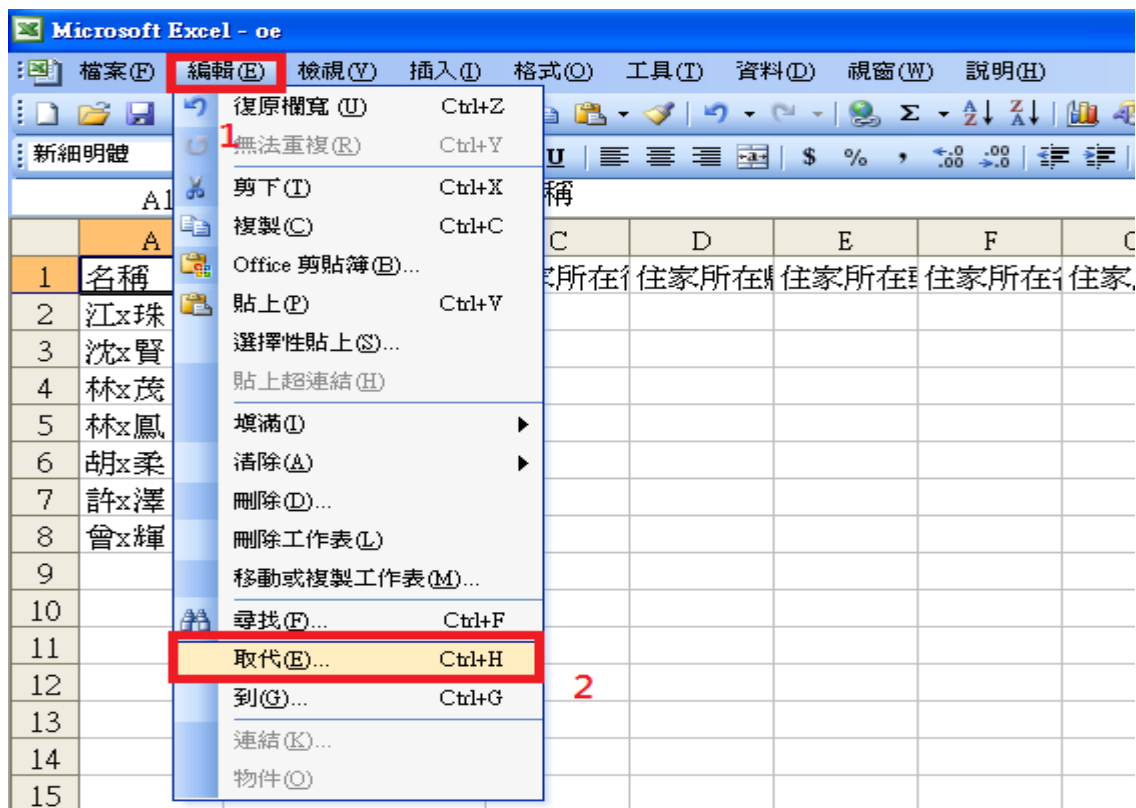 Microsoft Excel - oe
檔案(F) 編輯(E) 檢視(V) 插入(I) 格式(O) 工具(T) 資料(D) 視窗(W) 說明(H)
復原欄寬 (U) Ctrl+Z
1
無法重複(R) Ctrl+Y
新細明體 U $ % ,
剪下(T) Ctrl+X
A1 稱
複製(C) Ctrl+C
A C D E F
Office 剪貼簿(B)...
1 名稱 所在 住家所在 住家所在 住家所在 住家
貼上(P) Ctrl+V
2 江x珠
選擇性貼上(S)...
3 沈x賢
貼上超連結(H)
4 林x茂
填滿(I)
5 林x鳳
清除(A)
6 胡x柔
刪除(D)...
7 許x澤
刪除工作表(L)
8 曾x輝
移動或複製工作表(M)...
9
尋找(F)... Ctrl+F
10
取代(E)... Ctrl+H
11
2
12
到(G)... Ctrl+G
13
連結(K)...
14
物件(O)
15